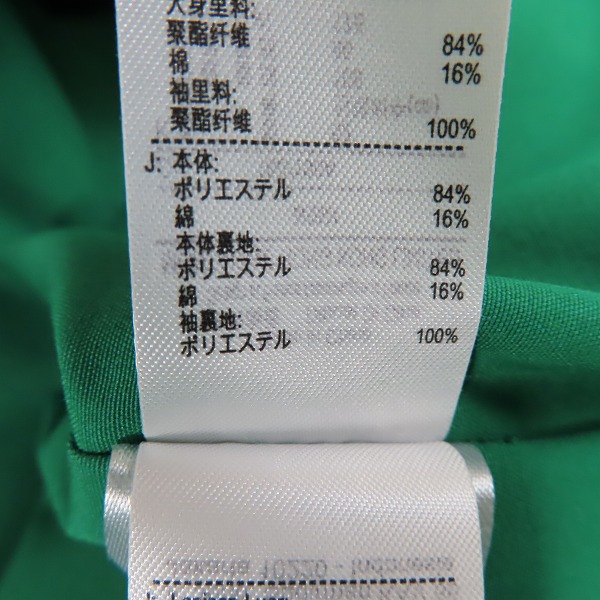 大身里料:
聚酯纤维 84%
棉 16%
袖里料:
聚酯纤维 100%
J: 本体:
ポリエステル 84%
綿 16%
本体裏地:
ポリエステル 84%
綿 16%
袖裏地:
ポリエステル 100%